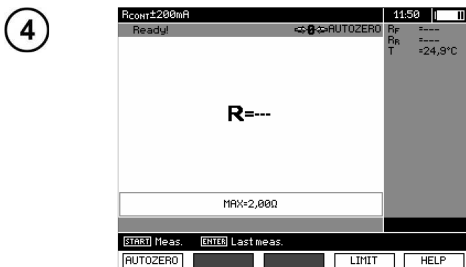 4
RCONT±200mA 11:50
Ready! AUTOZERO
RF =---
RR =---
T =24,9°C
R=---
MAX=2,00Ω
START Meas. ENTER Last meas.
AUTOZERO LIMIT HELP